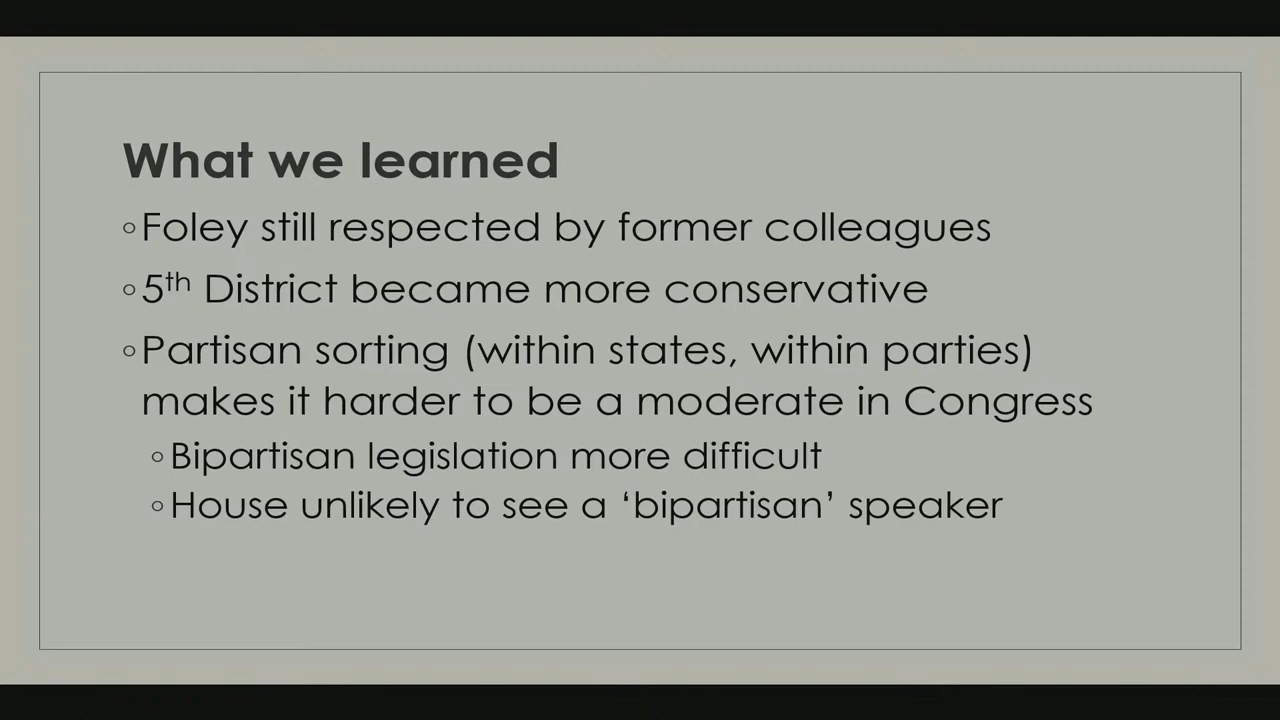 What we learned
◦Foley still respected by former colleagues
◦5th District became more conservative
◦Partisan sorting (within states, within parties)
makes it harder to be a moderate in Congress
◦Bipartisan legislation more difficult
◦House unlikely to see a ‘bipartisan’ speaker